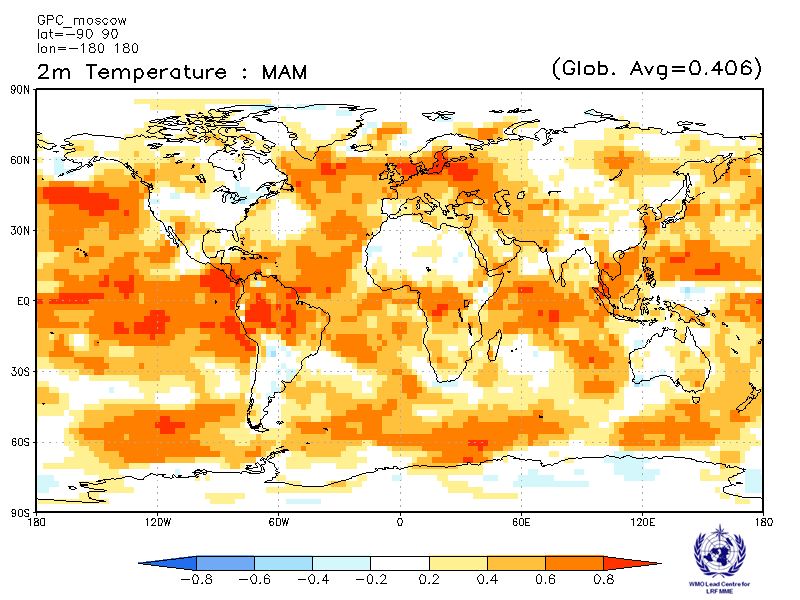 GPC_moscow
lat=-90 90
lon=-180 180
2m Temperature : MAM
(Glob. Avg=0.406)
90N
60N
30N
EQ
30S
60S
90S
180 120W 60W 0 60E 120E 180
-0.8 -0.6 -0.4 -0.2 0.2 0.4 0.6 0.8
WMO Lead Centre for
LRF MME